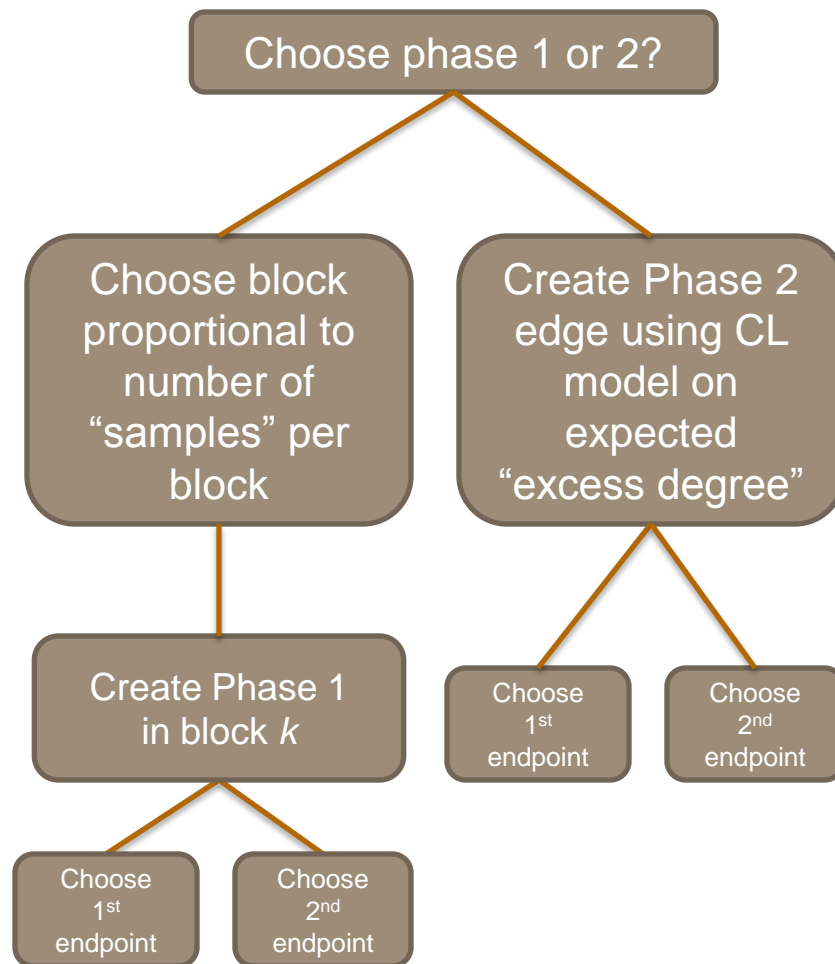 Choose phase 1 or 2?
Choose block
proportional to
number of
“samples” per
block
Create Phase 2
edge using CL
model on
expected
“excess degree”
Create Phase 1
in block k
Choose
1st
endpoint
Choose
2nd
endpoint
Choose
1st
endpoint
Choose
2nd
endpoint